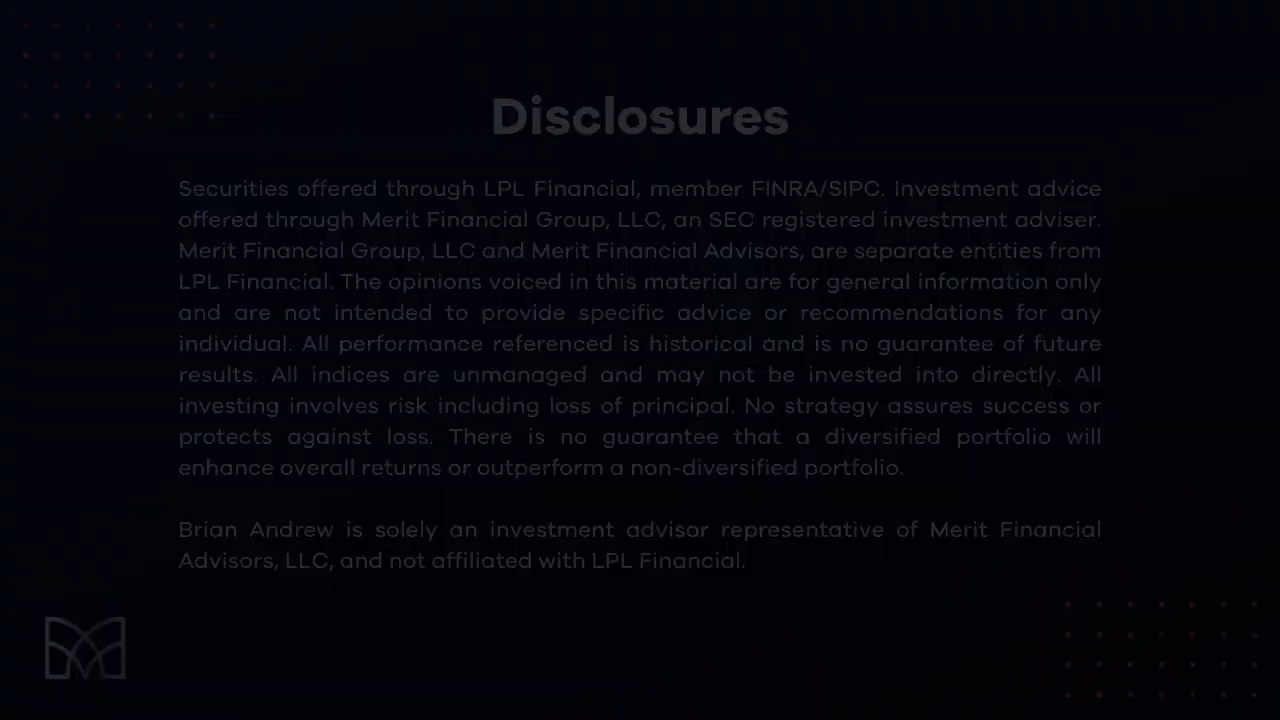 Disclosures
Securities offered through LPL Financial, member FINRA/SIPC. Investment advice
offered through Merit Financial Group, LLC, an SEC registered investment adviser.
Merit Financial Group, LLC and Merit Financial Advisors, are separate entities from
LPL Financial. The opinions voiced in this material are for general information only
and are not intended to provide specific advice or recommendations for any
individual. All performance referenced is historical and is no guarantee of future
results. All indices are unmanaged and may not be invested into directly. All
investing involves risk including loss of principal. No strategy assures success or
protects against loss. There is no guarantee that a diversified portfolio will
enhance overall returns or outperform a non-diversified portfolio.
Brian Andrew is solely an investment advisor representative of Merit Financial
Advisors, LLC, and not affiliated with LPL Financial.